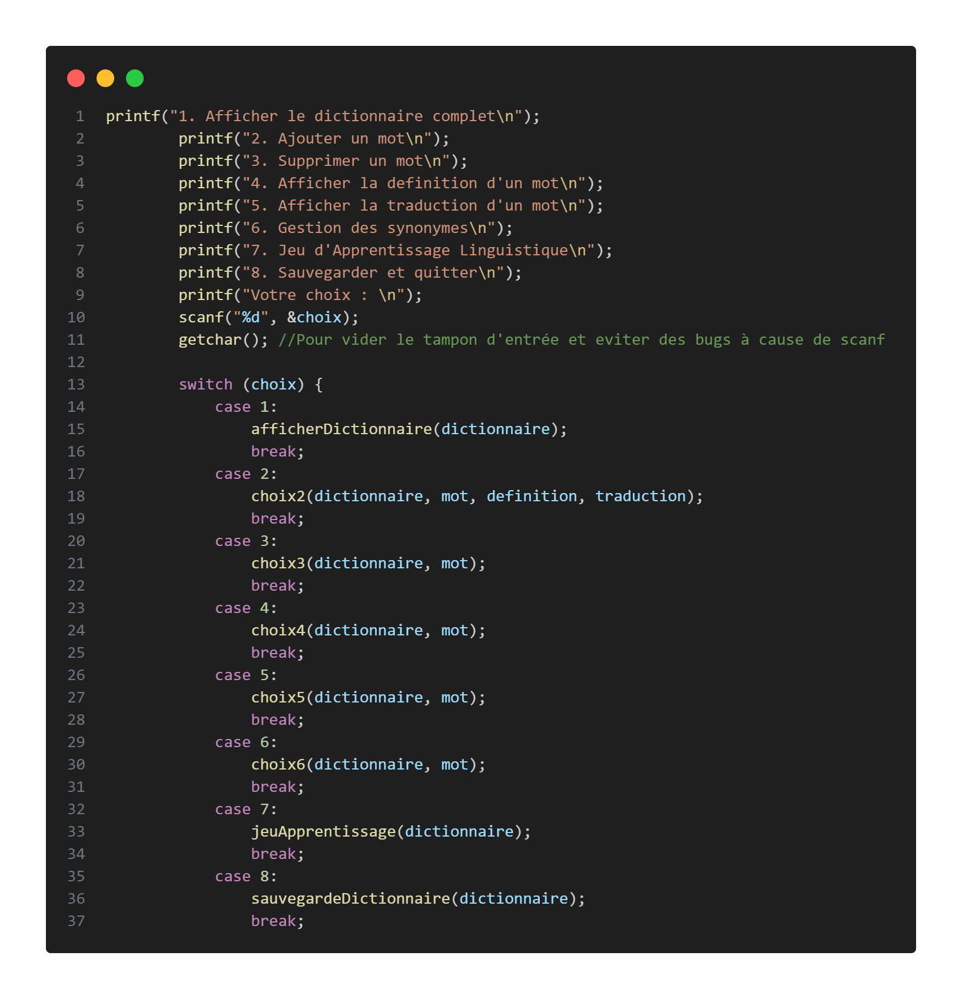 1 printf("1. Afficher le dictionnaire complet\n");
2         printf("2. Ajouter un mot\n");
3         printf("3. Supprimer un mot\n");
4         printf("4. Afficher la definition d'un mot\n");
5         printf("5. Afficher la traduction d'un mot\n");
6         printf("6. Gestion des synonymes\n");
7         printf("7. Jeu d'Apprentissage Linguistique\n");
8         printf("8. Sauvegarder et quitter\n");
9         printf("Votre choix : \n");
10         scanf("%d", &choix);
11         getchar(); //Pour vider le tampon d'entrée et eviter des bugs à cause de scanf
12
13         switch (choix) {
14             case 1:
15                 afficherDictionnaire(dictionnaire);
16                 break;
17             case 2:
18                 choix2(dictionnaire, mot, definition, traduction);
19                 break;
20             case 3:
21                 choix3(dictionnaire, mot);
22                 break;
23             case 4:
24                 choix4(dictionnaire, mot);
25                 break;
26             case 5:
27                 choix5(dictionnaire, mot);
28                 break;
29             case 6:
30                 choix6(dictionnaire, mot);
31                 break;
32             case 7:
33                 jeuApprentissage(dictionnaire);
34                 break;
35             case 8:
36                 sauvegardeDictionnaire(dictionnaire);
37                 break;